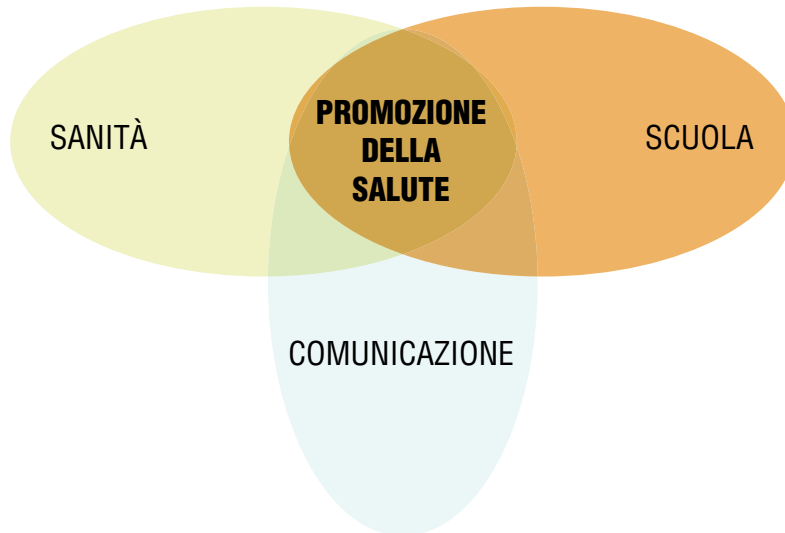 SANITÀ
PROMOZIONE
DELLA
SALUTE
SCUOLA
COMUNICAZIONE